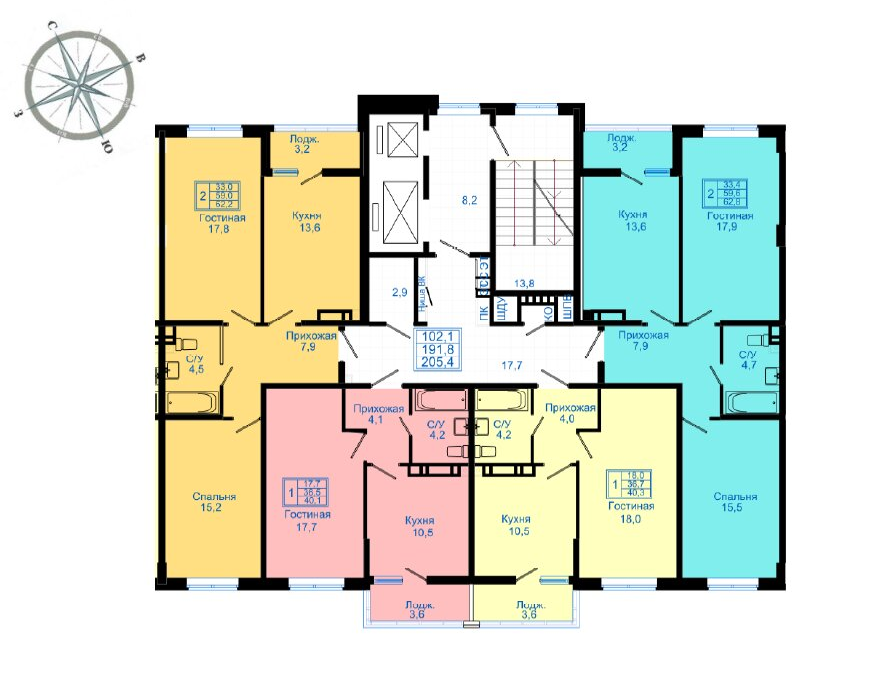 С
В
З
Ю
Лодж.
3,2
2
33,0
59,0
62,2
Гостиная
17,8
Кухня
13,6
8,2
13,8
Лодж.
3,2
Кухня
13,6
2
33,4
59,6
62,8
Гостиная
17,9
2,9
Ниша ВК
ПК
СС
ЭТ
ШДУ
КО
ШПВ
102,1
191,8
205,4
17,7
Прихожая
7,9
С/У
4,5
Прихожая
7,9
С/У
4,7
Прихожая
4,1
С/У
4,2
С/У
4,2
Прихожая
4,0
Спальня
15,2
1
17,7
36,5
40,1
Гостиная
17,7
Кухня
10,5
Кухня
10,5
1
18,0
36,7
40,3
Гостиная
18,0
Спальня
15,5
Лодж.
3,6
Лодж.
3,6